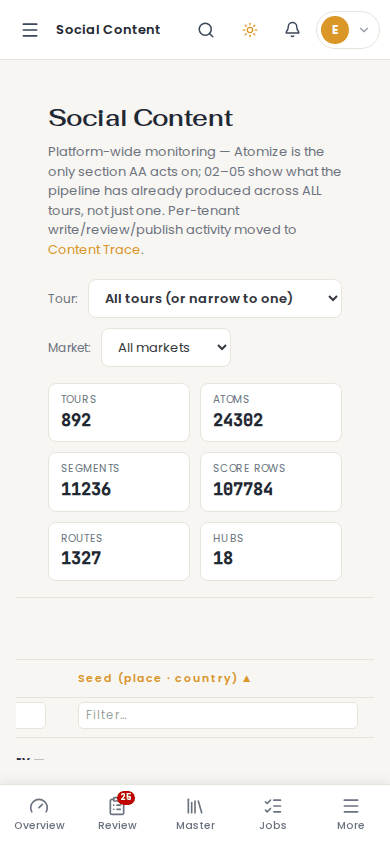 Social Content
E
Social Content
Platform-wide monitoring — Atomize is the
only section AA acts on; 02–05 show what the
pipeline has already produced across ALL
tours, not just one. Per-tenant
write/review/publish activity moved to
Content Trace.
Tour: All tours (or narrow to one)
Market: All markets
TOURS ATOMS
892 24302
SEGMENTS SCORE ROWS
11236 107784
ROUTES HUBS
1327 18
Seed (place · country) ▲
Filter…
25
Overview Review Master Jobs More